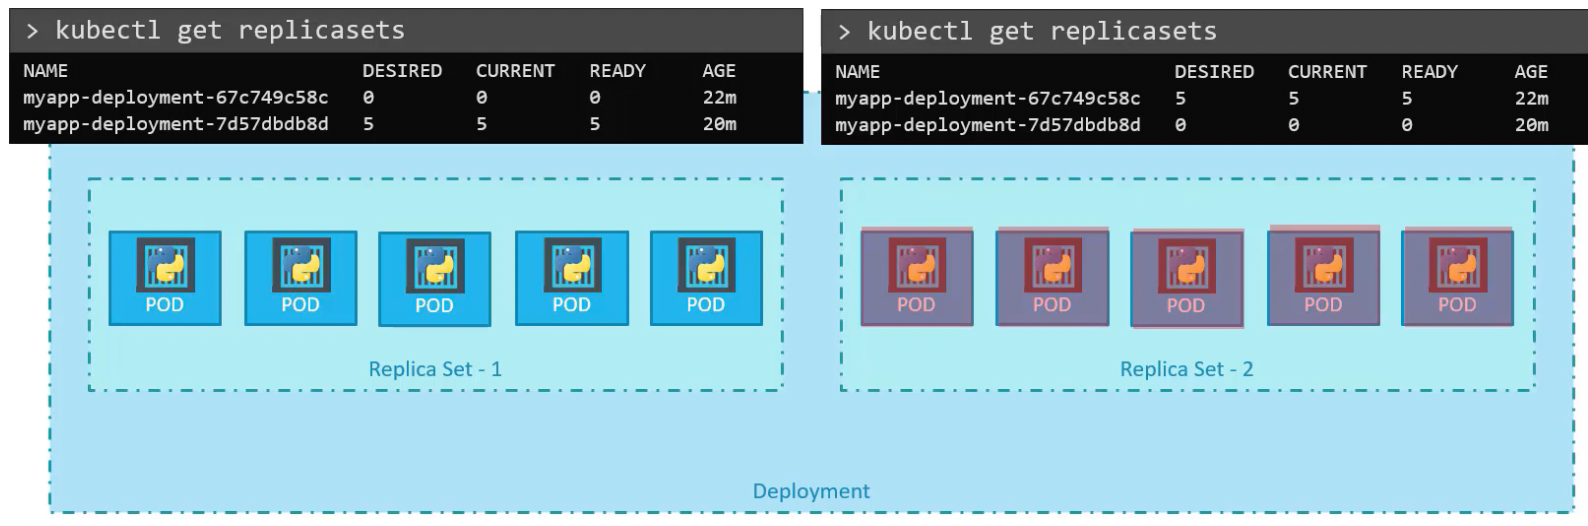 > kubectl get replicasets
NAME DESIRED CURRENT READY AGE
myapp-deployment-67c749c58c 0 0 0 22m
myapp-deployment-7d57dbdb8d 5 5 5 20m
> kubectl get replicasets
NAME DESIRED CURRENT READY AGE
myapp-deployment-67c749c58c 5 5 5 22m
myapp-deployment-7d57dbdb8d 0 0 0 20m
POD POD POD POD POD
Replica Set - 1
POD POD POD POD POD
Replica Set - 2
Deployment